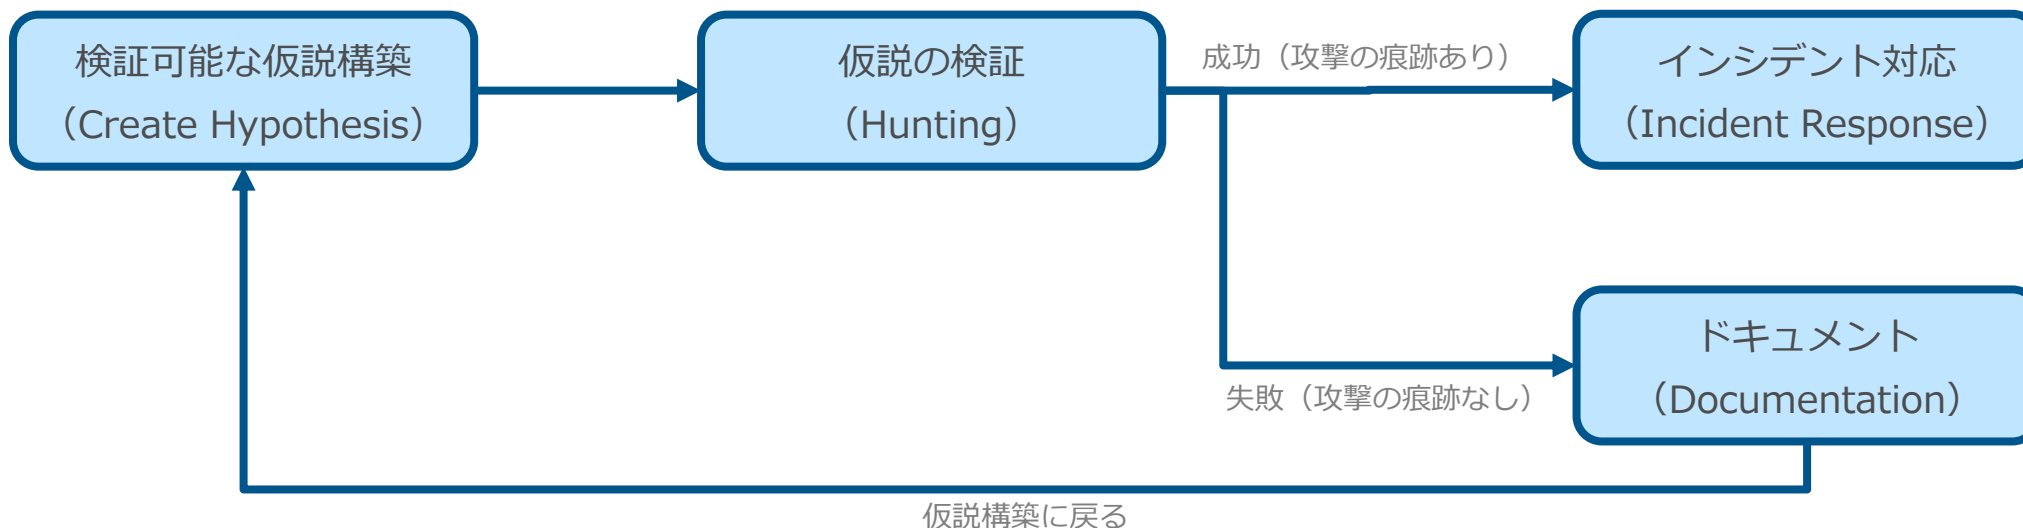 検証可能な仮説構築
（Create Hypothesis）
仮説の検証
（Hunting）
成功（攻撃の痕跡あり）
インシデント対応
（Incident Response）
失敗（攻撃の痕跡なし）
ドキュメント
（Documentation）
仮説構築に戻る